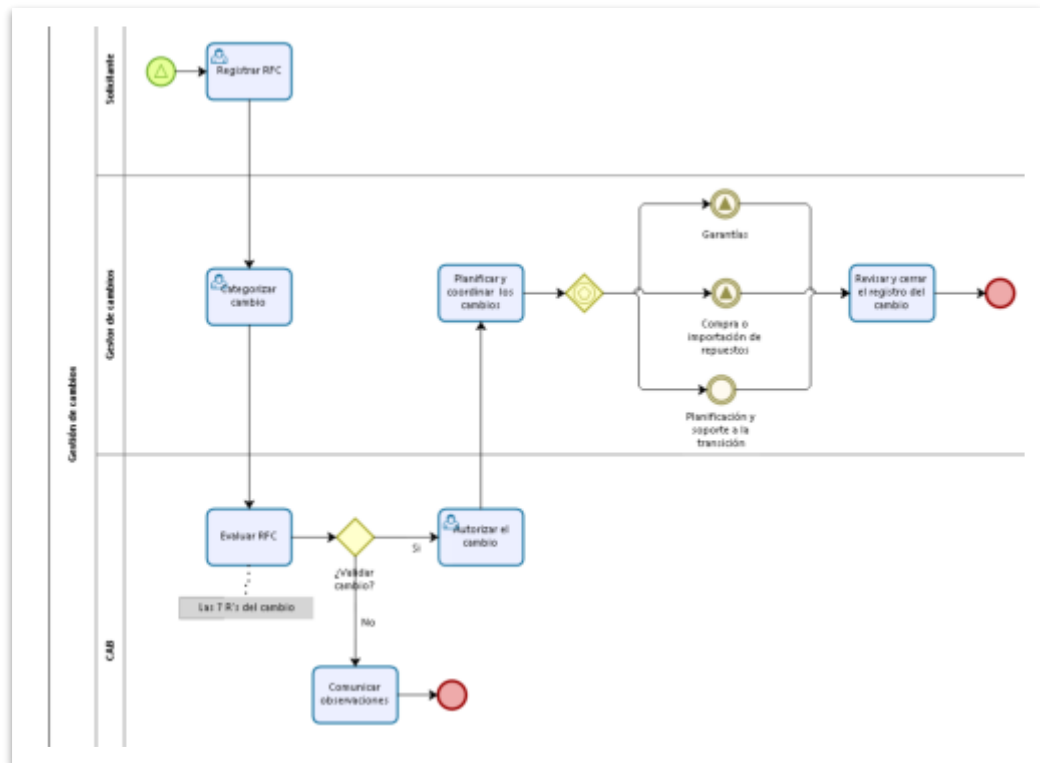 Gestión de cambios
Solicitante
Registrar RFC
Gestor de cambios
Categorizar
cambio
Planificar y
coordinar los
cambios
Garantías
Compra o
importación de
repuestos
Planificación y
soporte a la
transición
Revisar y cerrar
el registro del
cambio
CAB
Evaluar RFC
Las 7 R's del cambio
¿Validar
cambio?
Si
No
Autorizar el
cambio
Comunicar
observaciones